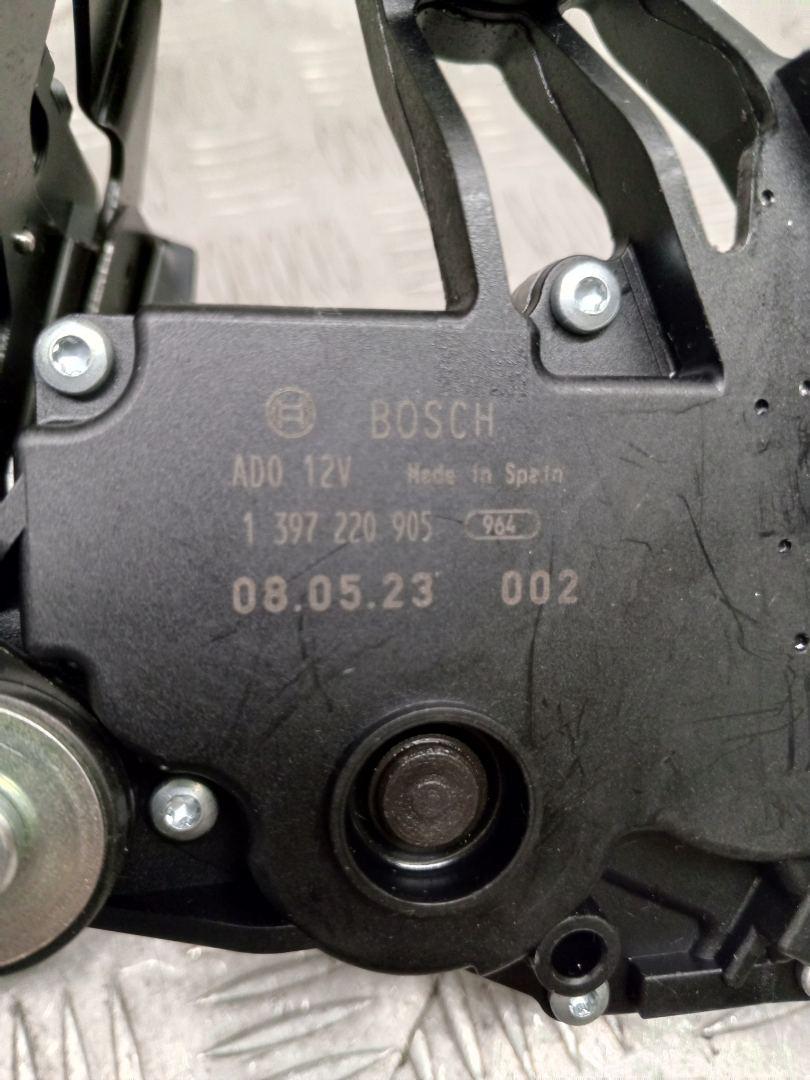 BOSCH
ADO 12V Made in Spain
1 397 220 905 964
08.05.23 002